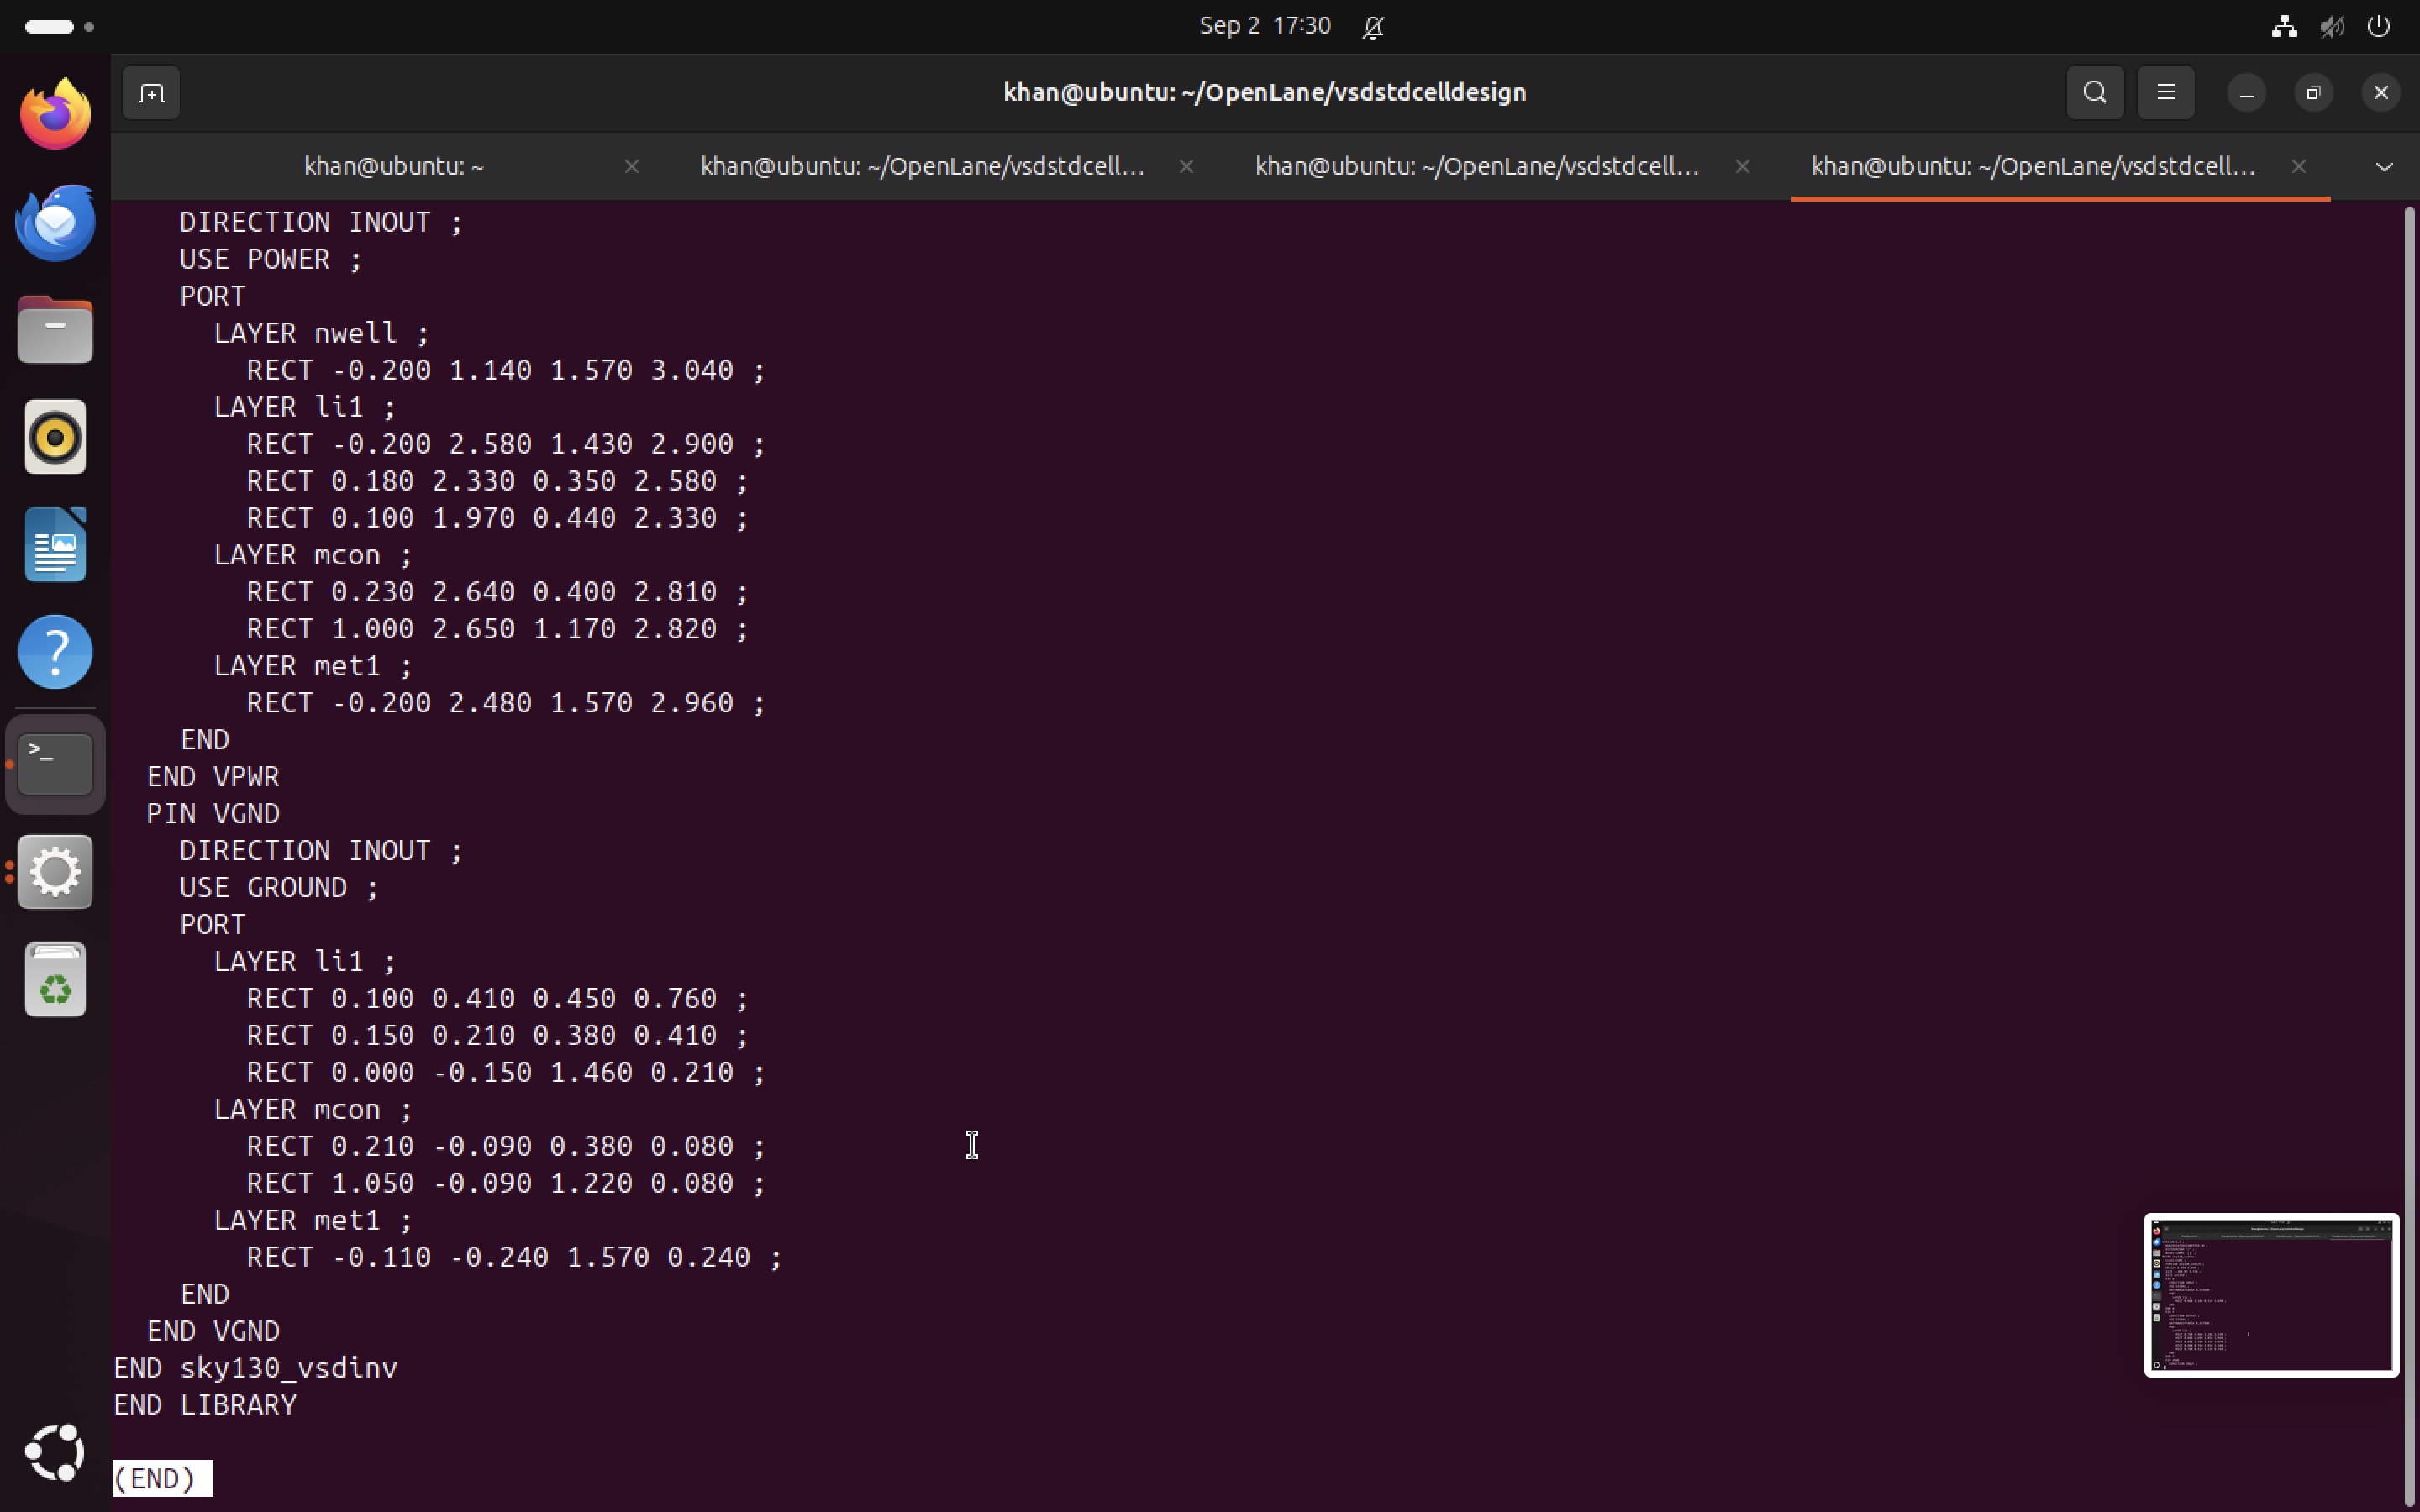 Sep 2 17:30
khan@ubuntu: ~/OpenLane/vsdstdcelldesign
khan@ubuntu: ~
khan@ubuntu: ~/OpenLane/vsdstdcell...
khan@ubuntu: ~/OpenLane/vsdstdcell...
khan@ubuntu: ~/OpenLane/vsdstdcell...
DIRECTION INOUT ;
USE POWER ;
PORT
LAYER nwell ;
RECT -0.200 1.140 1.570 3.040 ;
LAYER li1 ;
RECT -0.200 2.580 1.430 2.900 ;
RECT 0.180 2.330 0.350 2.580 ;
RECT 0.100 1.970 0.440 2.330 ;
LAYER mcon ;
RECT 0.230 2.640 0.400 2.810 ;
RECT 1.000 2.650 1.170 2.820 ;
LAYER met1 ;
RECT -0.200 2.480 1.570 2.960 ;
END
END VPWR
PIN VGND
DIRECTION INOUT ;
USE GROUND ;
PORT
LAYER li1 ;
RECT 0.100 0.410 0.450 0.760 ;
RECT 0.150 0.210 0.380 0.410 ;
RECT 0.000 -0.150 1.460 0.210 ;
LAYER mcon ;
RECT 0.210 -0.090 0.380 0.080 ;
RECT 1.050 -0.090 1.220 0.080 ;
LAYER met1 ;
RECT -0.110 -0.240 1.570 0.240 ;
END
END VGND
END sky130_vsdinv
END LIBRARY
(END)